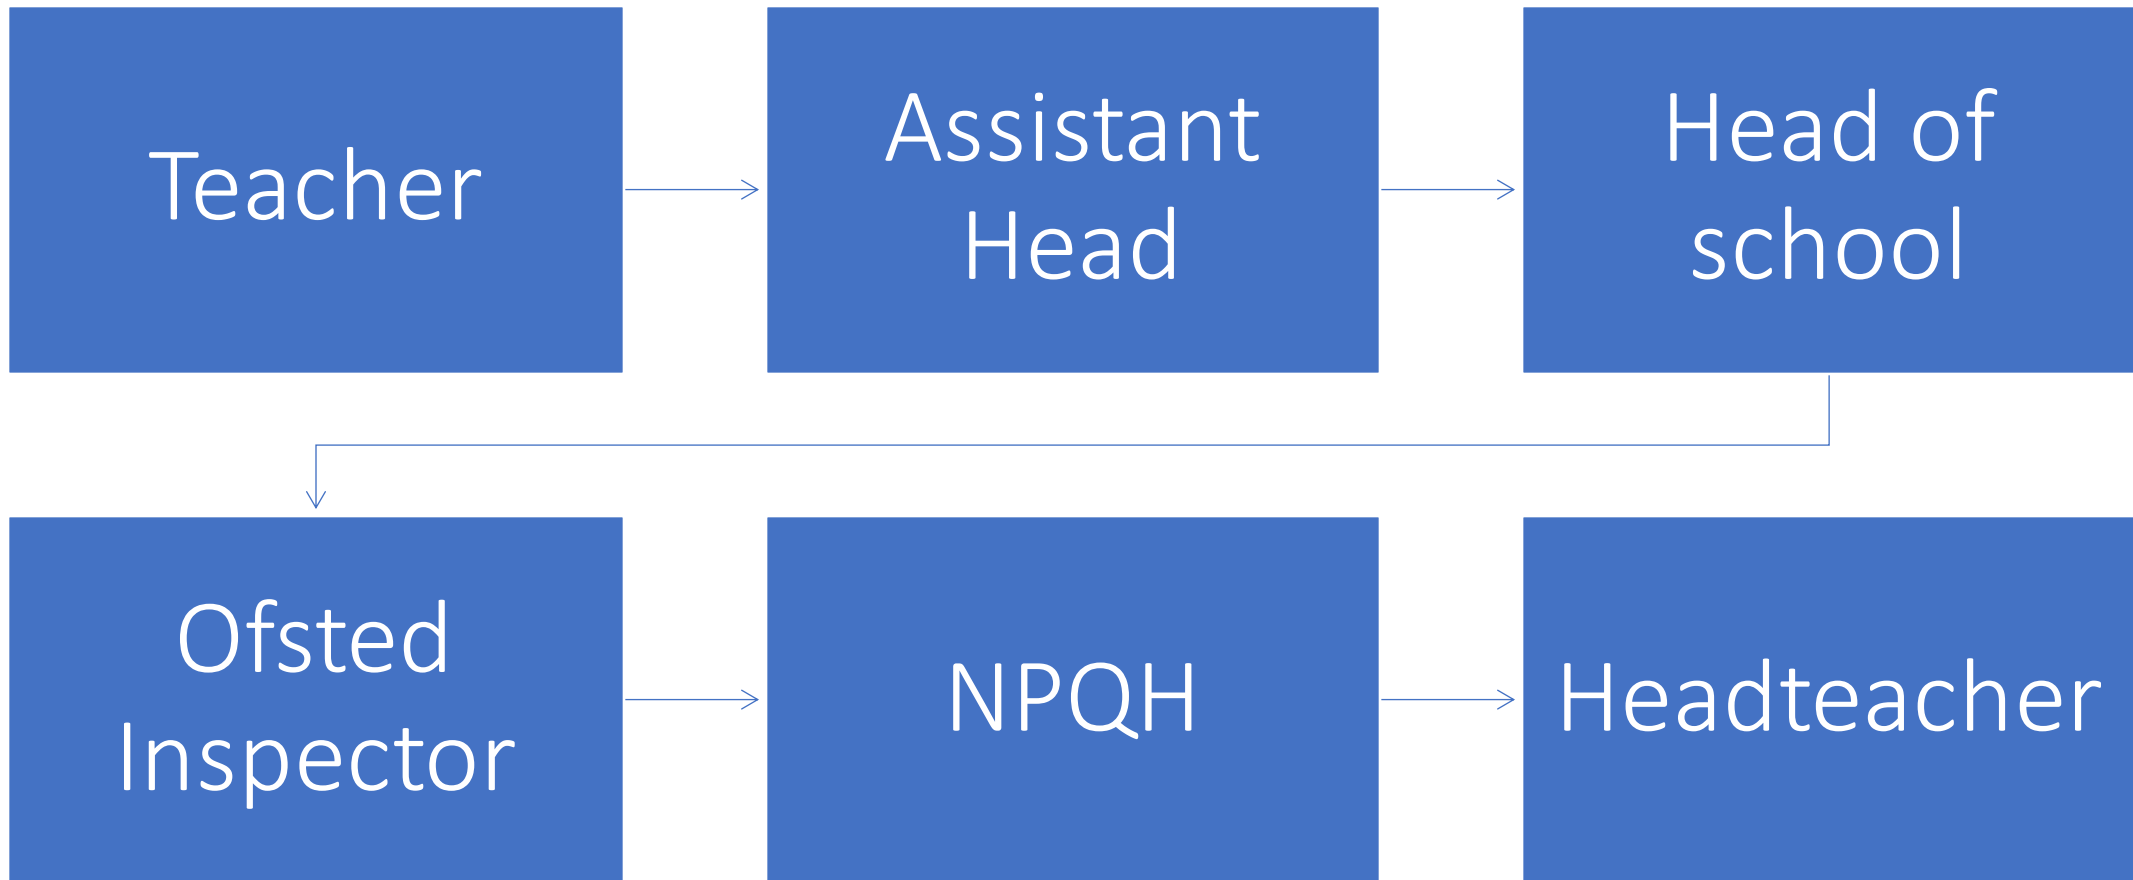 Teacher
Assistant
Head
Head of
school
Ofsted
Inspector
NPQH
Headteacher